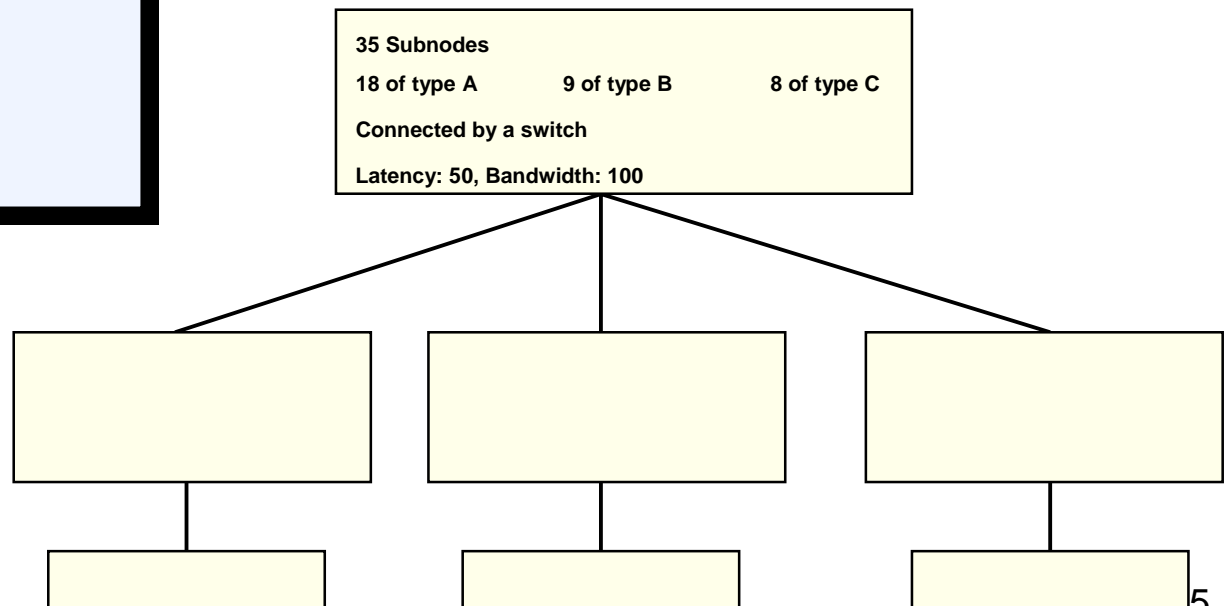 35 Subnodes
18 of type A 9 of type B 8 of type C
Connected by a switch
Latency: 50, Bandwidth: 100
5